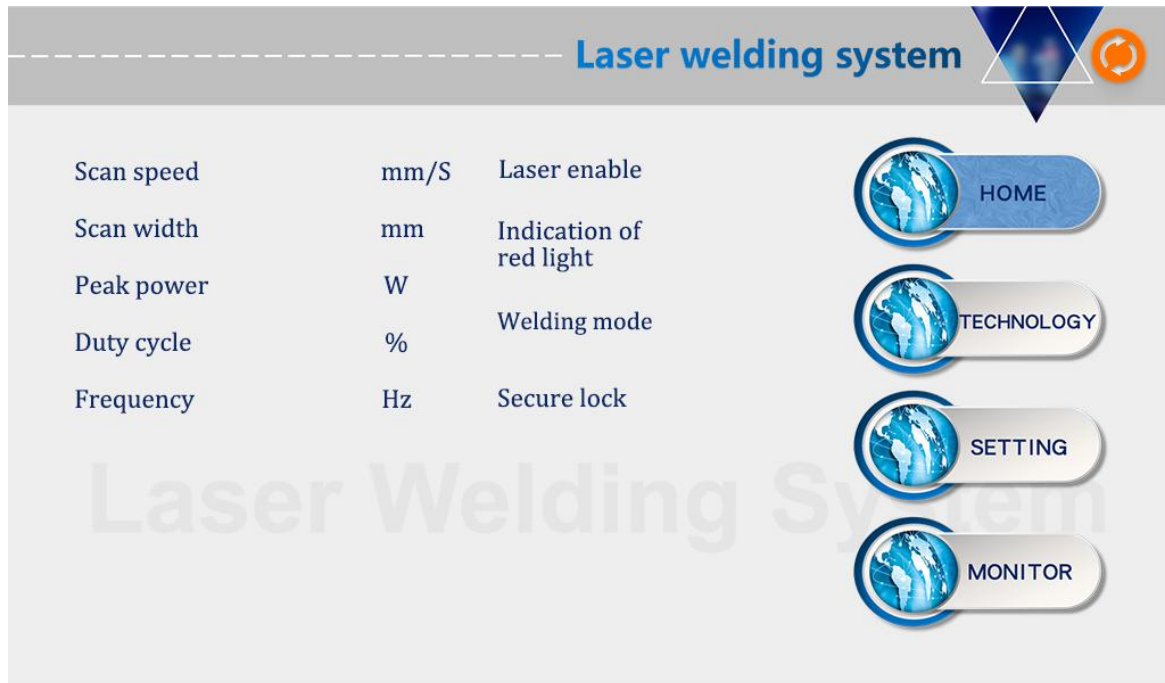 Laser welding system
Scan speed mm/S Laser enable
HOME
Scan width mm Indication of
red light
Peak power W
Welding mode
TECHNOLOGY
Duty cycle %
Frequency Hz Secure lock
SETTING
Laser Welding System
MONITOR